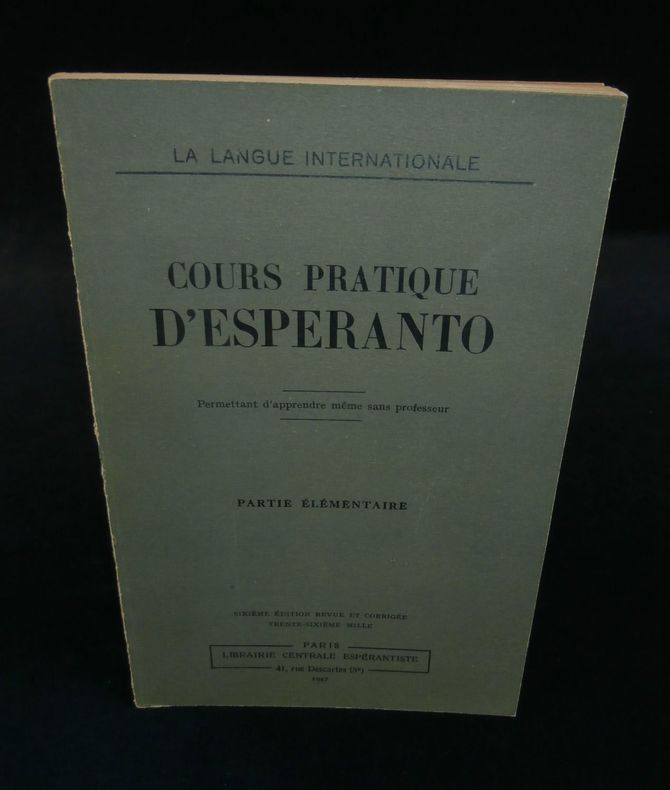 LA LANGUE INTERNATIONALE
COURS PRATIQUE
D'ESPERANTO
Permettant d'apprendre même sans professeur
PARTIE ÉLÉMENTAIRE
SIXIÈME ÉDITION REVUE ET CORRIGÉE
TRENTE-SIXIÈME MILLE
PARIS
LIBRAIRIE CENTRALE ESPÉRANTISTE
41, rue Descartes (5e)
1947